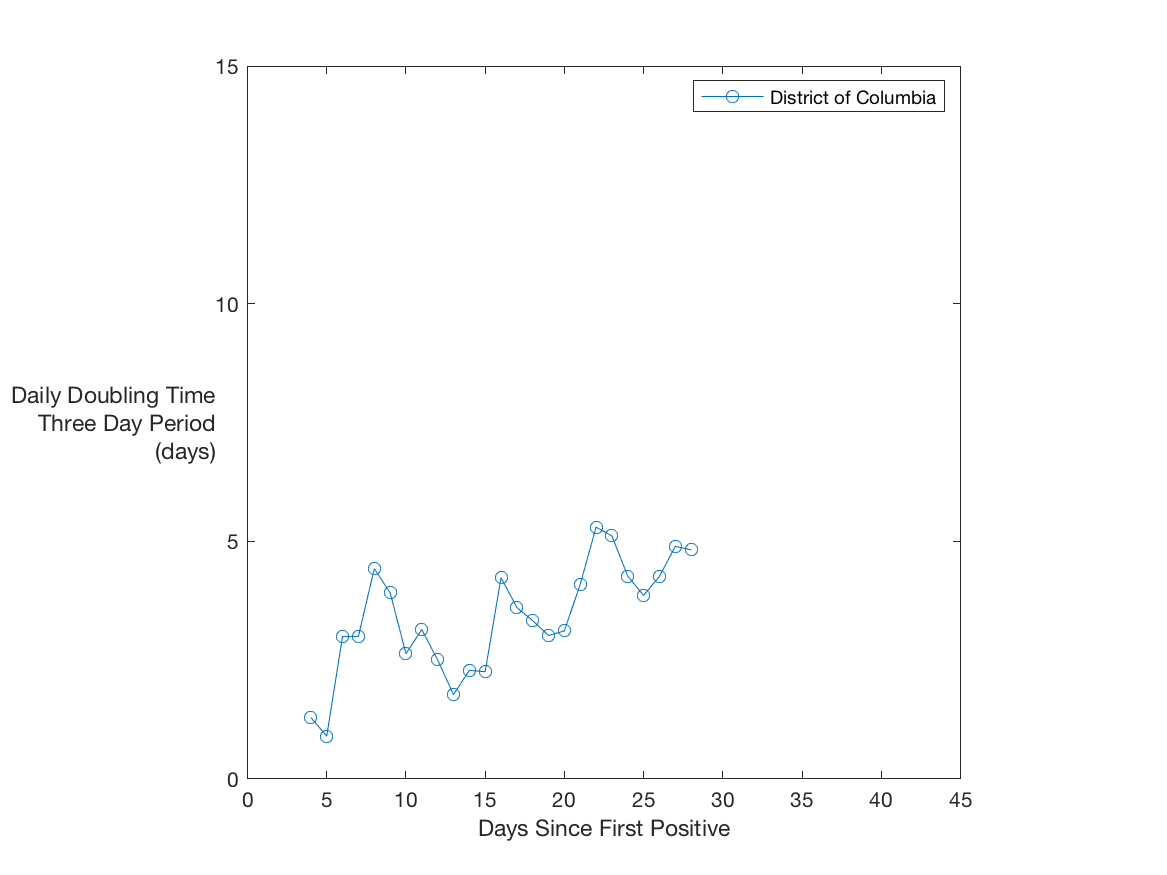 15
District of Columbia
10
Daily Doubling Time
Three Day Period
(days)
5
0
0 5 10 15 20 25 30 35 40 45
Days Since First Positive